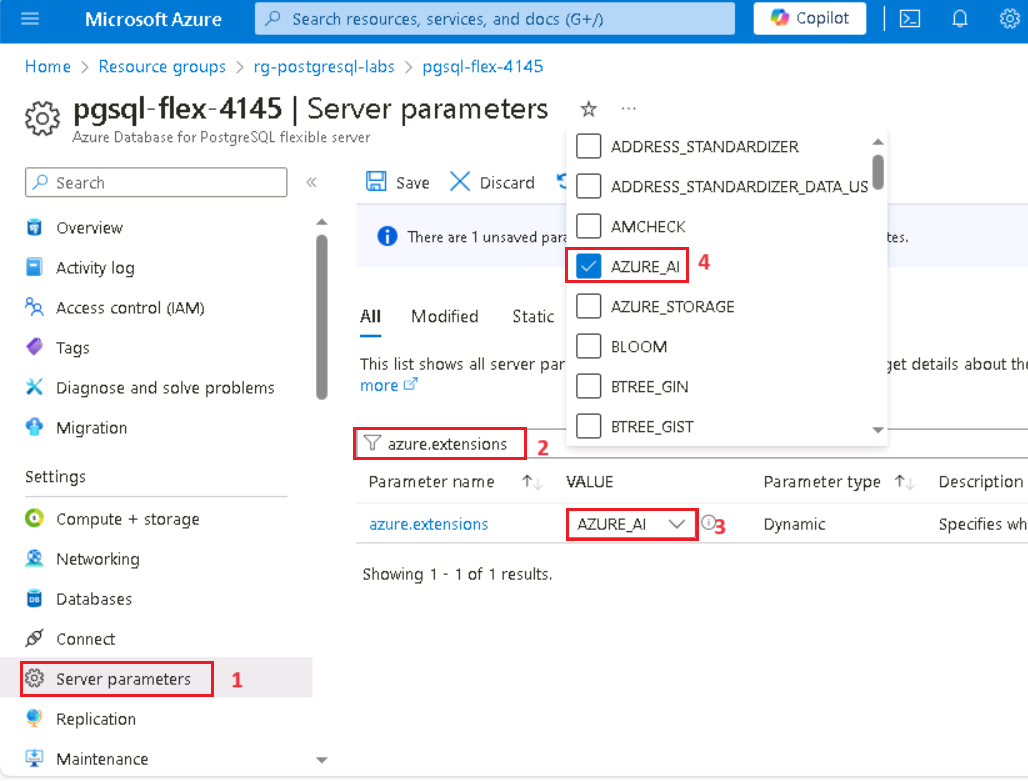 Microsoft Azure
Search resources, services, and docs (G+/)
Copilot
Home > Resource groups > rg-postgresql-labs > pgsql-flex-4145
pgsql-flex-4145 | Server parameters
Azure Database for PostgreSQL flexible server
Search
Overview
Activity log
Access control (IAM)
Tags
Diagnose and solve problems
Migration
Settings
Compute + storage
Networking
Databases
Connect
Server parameters 1
Replication
Maintenance
Save
Discard
ADDRESS_STANDARDIZER
ADDRESS_STANDARDIZER_DATA_US
AMCHECK
AZURE_AI 4
AZURE_STORAGE
BLOOM
BTREE_GIN
BTREE_GIST
There are 1 unsaved para
tes.
All Modified Static
This list shows all server par
get details about the
more
azure.extensions 2
Parameter name VALUE Parameter type Description
azure.extensions AZURE_AI 3 Dynamic Specifies wh
Showing 1 - 1 of 1 results.